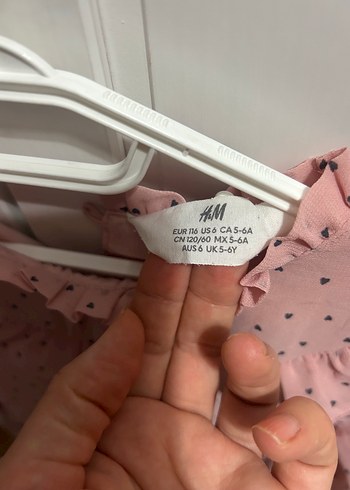 H&M
EUR 116 US 6 CA 5-6A
CN 120/60 MX 5-6A
AUS 6 UK 5-6Y